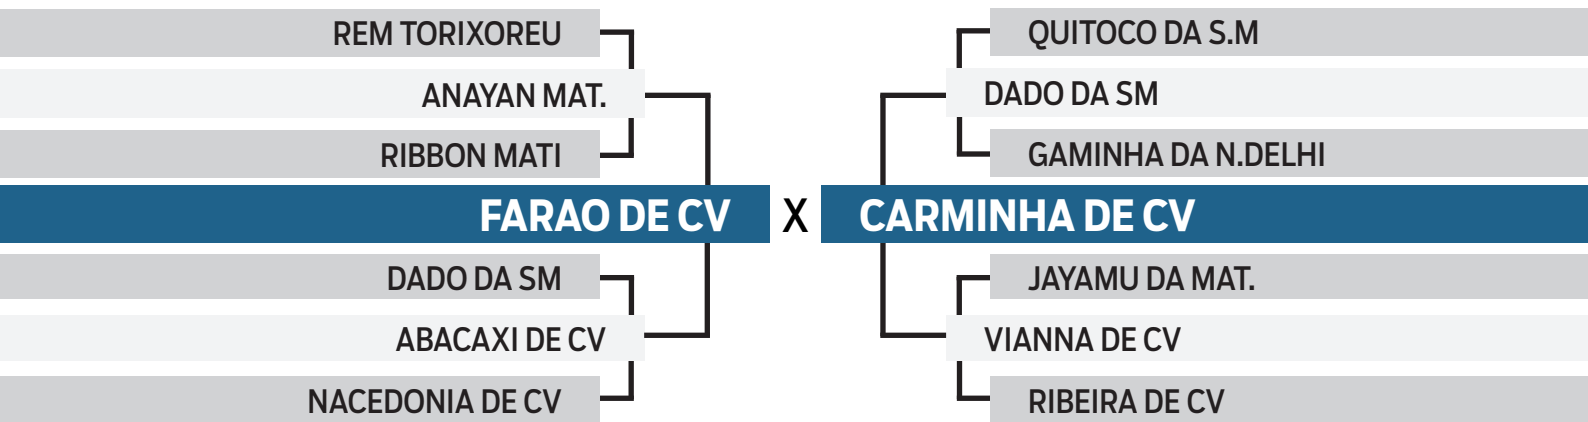 REM TORIXOREU
ANAYAN MAT.
RIBBON MATI
FARAO DE CV
DADO DA SM
ABACAXI DE CV
NACEDONIA DE CV
X
QUITOCO DA S.M
DADO DA SM
GAMINHA DA N.DELHI
CARMINHA DE CV
JAYAMU DA MAT.
VIANNA DE CV
RIBEIRA DE CV